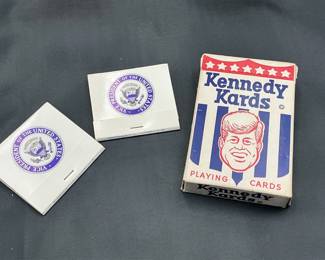 VICE PRESIDENT OF THE UNITED STATES
VICE PRESIDENT OF THE UNITED STATES
Kennedy
Kards
©
PLAYING CARDS
Kennedy
Kards